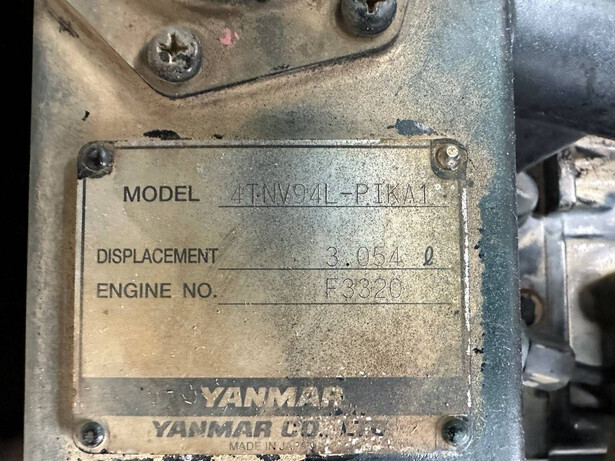 MODEL 4TNV94L-PIKA1
DISPLACEMENT 3.054 ℓ
ENGINE NO. F3320
YANMAR
YANMAR CO., LTD
MADE IN JAPAN